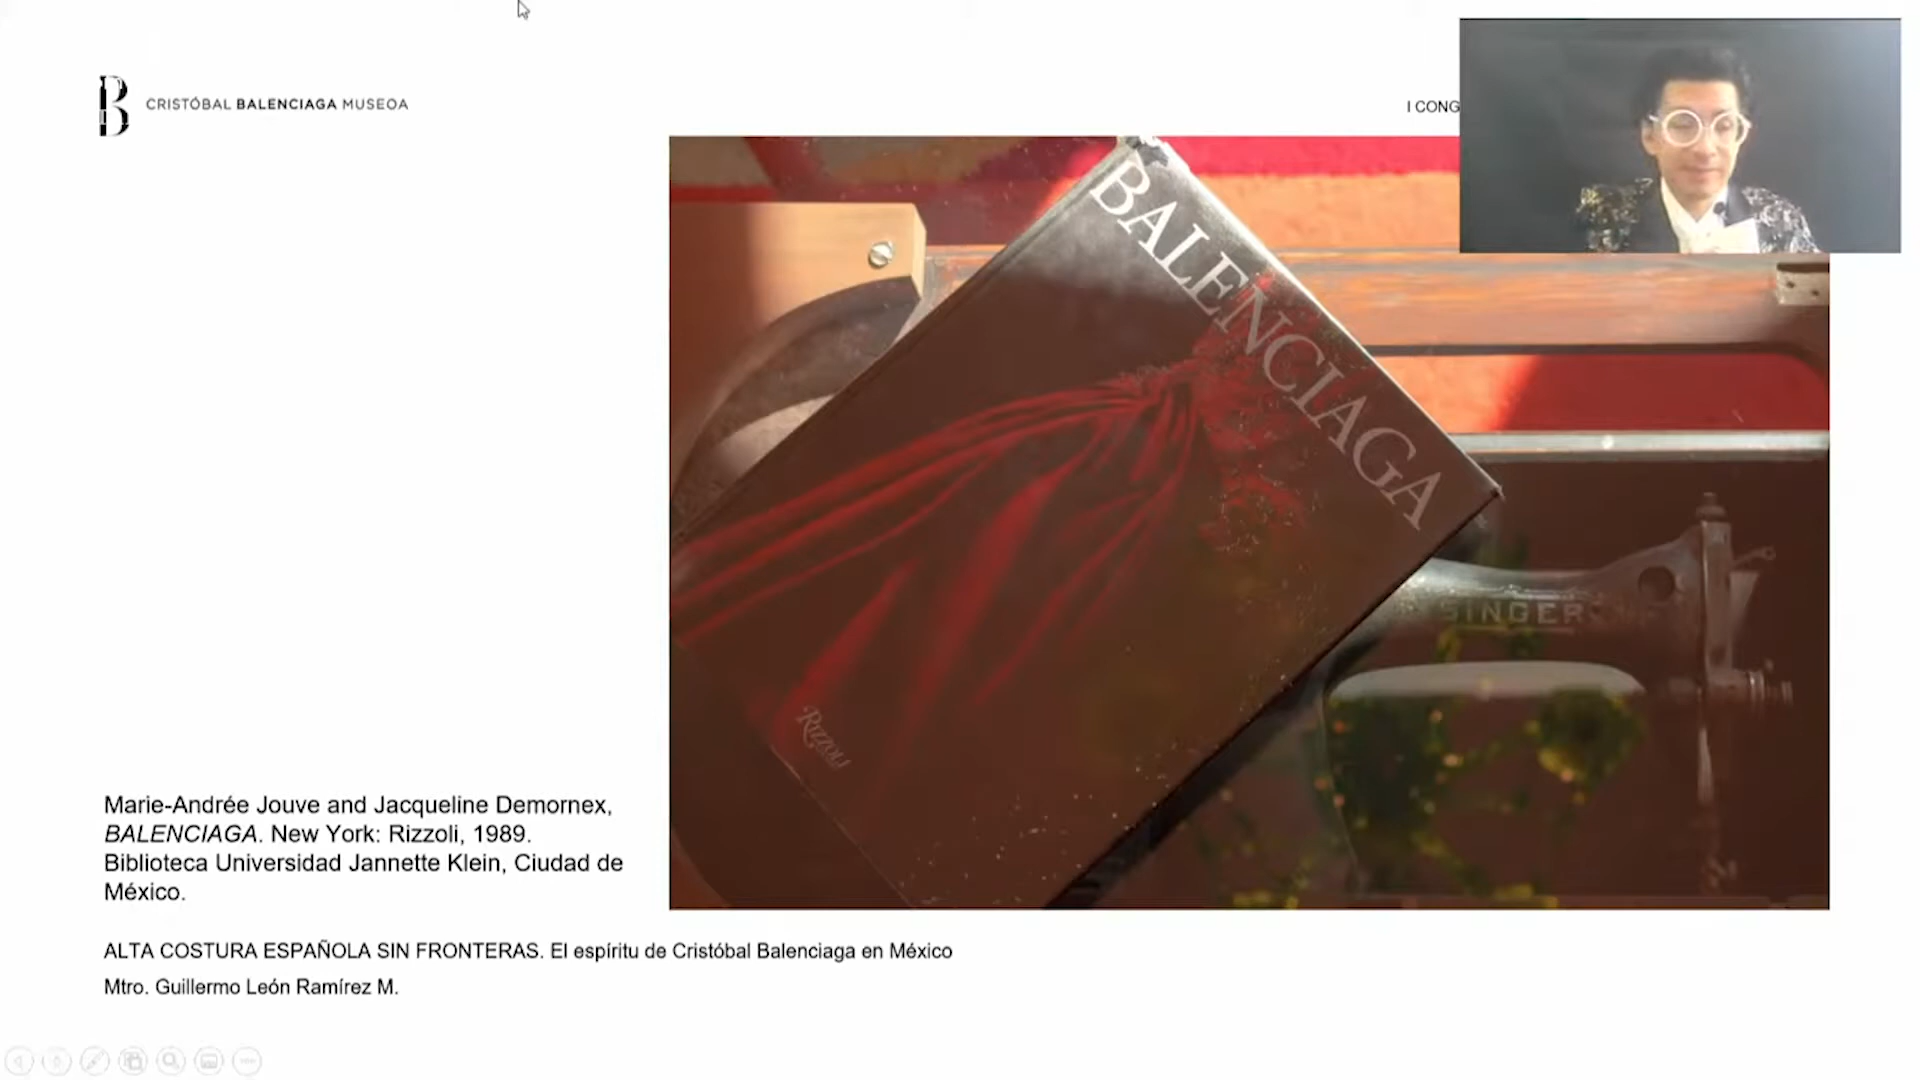 CRISTÓBAL BALENCIAGA MUSEOA
I CONG
BALENCIAGA
SINGER
RIZZOLI
Marie-Andrée Jouve and Jacqueline Demornex,
BALENCIAGA. New York: Rizzoli, 1989.
Biblioteca Universidad Jannette Klein, Ciudad de
México.
ALTA COSTURA ESPAÑOLA SIN FRONTERAS. El espíritu de Cristóbal Balenciaga en México
Mtro. Guillermo León Ramírez M.